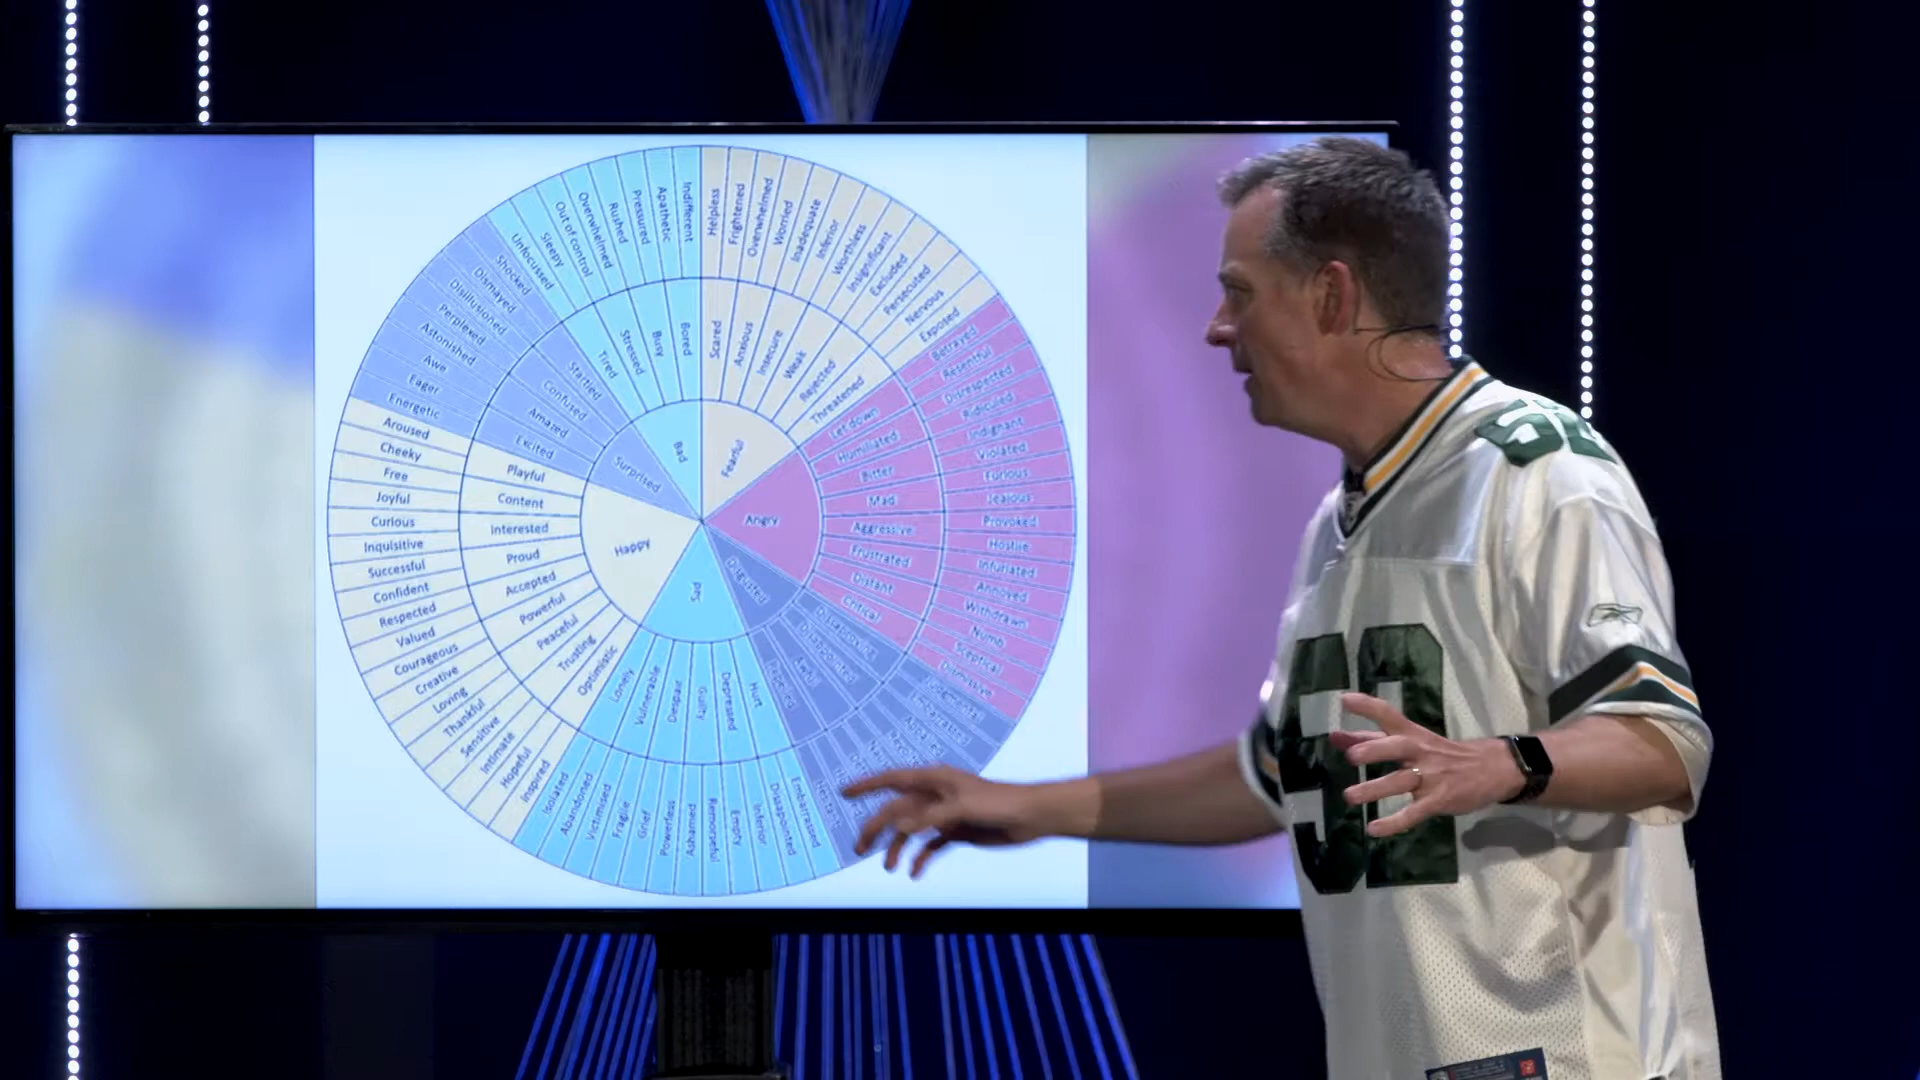 Fearful
Angry
Disgusted
Sad
Happy
Surprised
Bad
Scared
Anxious
Insecure
Weak
Rejected
Threatened
Let down
Humiliated
Bitter
Mad
Aggressive
Frustrated
Distant
Critical
Disapproving
Disappointed
Awful
Repelled
Hurt
Depressed
Guilty
Despair
Vulnerable
Lonely
Optimistic
Trusting
Peaceful
Powerful
Accepted
Proud
Interested
Content
Playful
Excited
Amazed
Confused
Startled
Tired
Stressed
Busy
Bored
Helpless
Frightened
Overwhelmed
Worried
Inadequate
Inferior
Worthless
Insignificant
Excluded
Persecuted
Nervous
Exposed
Betrayed
Resentful
Disrespected
Ridiculed
Indignant
Violated
Furious
Jealous
Provoked
Hostile
Infuriated
Annoyed
Withdrawn
Numb
Sceptical
Dismissive
Judgmental
Embarrassed
Appalled
Hesitant
Embarrassed
Disappointed
Inferior
Empty
Remorseful
Ashamed
Powerless
Grief
Fragile
Victimised
Abandoned
Isolated
Inspired
Hopeful
Intimate
Sensitive
Thankful
Loving
Creative
Courageous
Valued
Respected
Confident
Successful
Inquisitive
Curious
Joyful
Free
Cheeky
Aroused
Energetic
Eager
Awe
Astonished
Perplexed
Disillusioned
Dismayed
Shocked
Unfocussed
Sleepy
Out of control
Overwhelmed
Rushed
Pressured
Apathetic
Indifferent
52